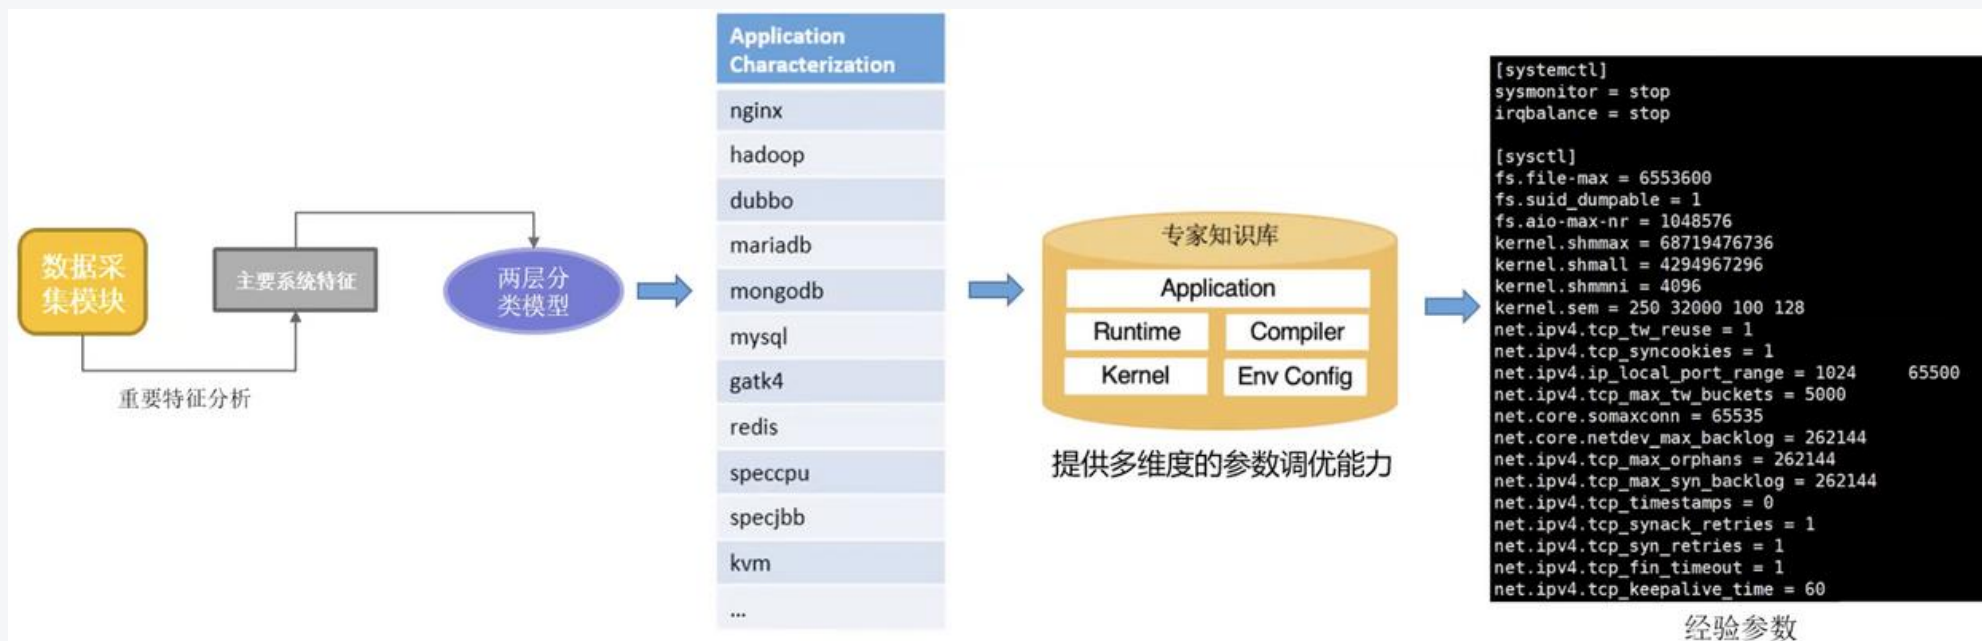 数据采
集模块
重要特征分析
主要系统特征
两层分
类模型
Application
Characterization
nginx
hadoop
dubbo
mariadb
mongodb
mysql
gatk4
redis
speccpu
specjbb
kvm
...
专家知识库
Application
Runtime
Compiler
Kernel
Env Config
提供多维度的参数调优能力
[systemctl]
sysmonitor = stop
irqbalance = stop
[sysctl]
fs.file-max = 6553600
fs.suid_dumpable = 1
fs.aio-max-nr = 1048576
kernel.shmmax = 68719476736
kernel.shmall = 4294967296
kernel.shmmni = 4096
kernel.sem = 250 32000 100 128
net.ipv4.tcp_tw_reuse = 1
net.ipv4.tcp_syncookies = 1
net.ipv4.ip_local_port_range = 1024 65500
net.ipv4.tcp_max_tw_buckets = 5000
net.core.somaxconn = 65535
net.core.netdev_max_backlog = 262144
net.ipv4.tcp_max_orphans = 262144
net.ipv4.tcp_max_syn_backlog = 262144
net.ipv4.tcp_timestamps = 0
net.ipv4.tcp_synack_retries = 1
net.ipv4.tcp_syn_retries = 1
net.ipv4.tcp_fin_timeout = 1
net.ipv4.tcp_keepalive_time = 60
经验参数